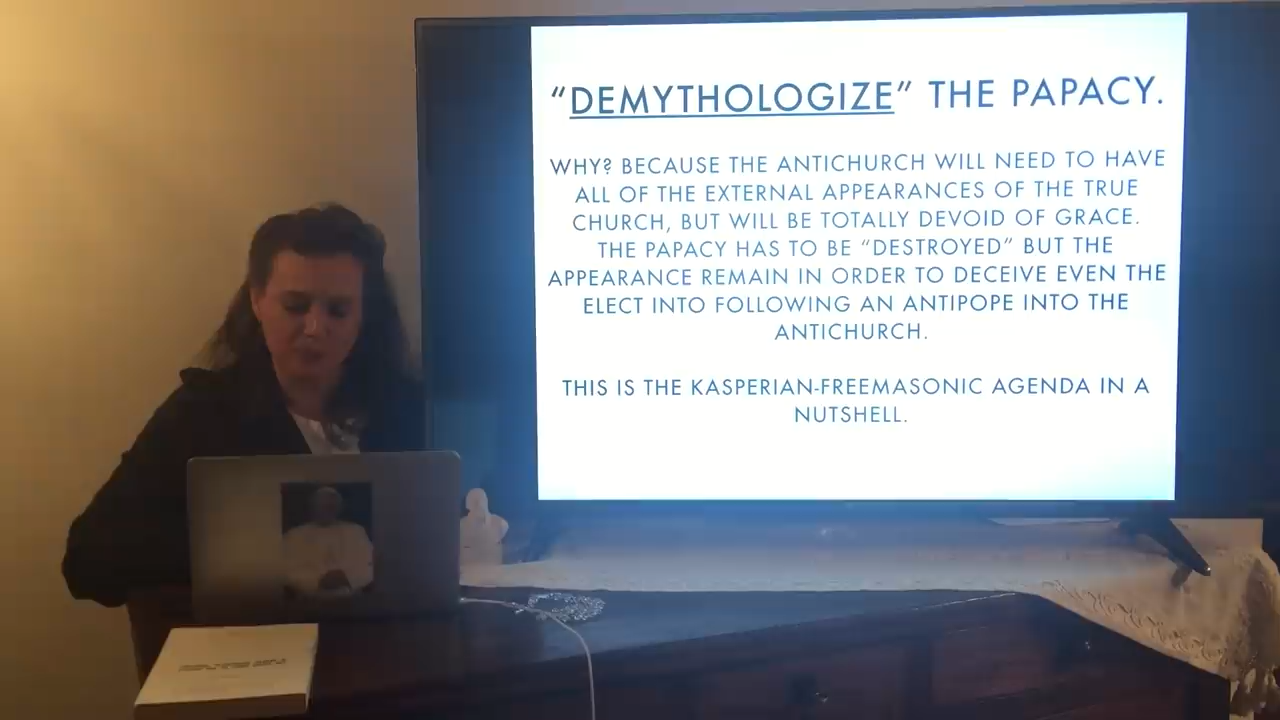 “DEMYTHOLOGIZE” THE PAPACY.
WHY? BECAUSE THE ANTICHURCH WILL NEED TO HAVE
ALL OF THE EXTERNAL APPEARANCES OF THE TRUE
CHURCH, BUT WILL BE TOTALLY DEVOID OF GRACE.
THE PAPACY HAS TO BE “DESTROYED” BUT THE
APPEARANCE REMAIN IN ORDER TO DECEIVE EVEN THE
ELECT INTO FOLLOWING AN ANTIPOPE INTO THE
ANTICHURCH.
THIS IS THE KASPERIAN-FREEMASONIC AGENDA IN A
NUTSHELL.